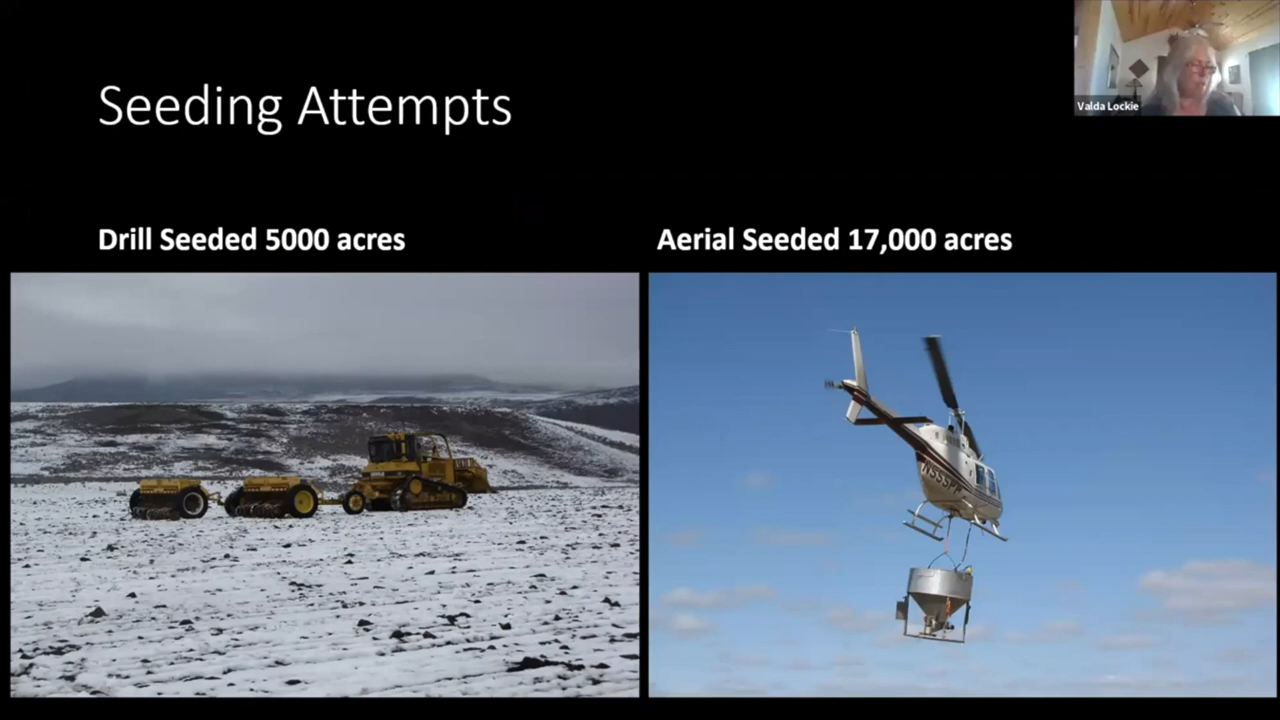 Seeding Attempts
Valda Lockie
Drill Seeded 5000 acres
Aerial Seeded 17,000 acres